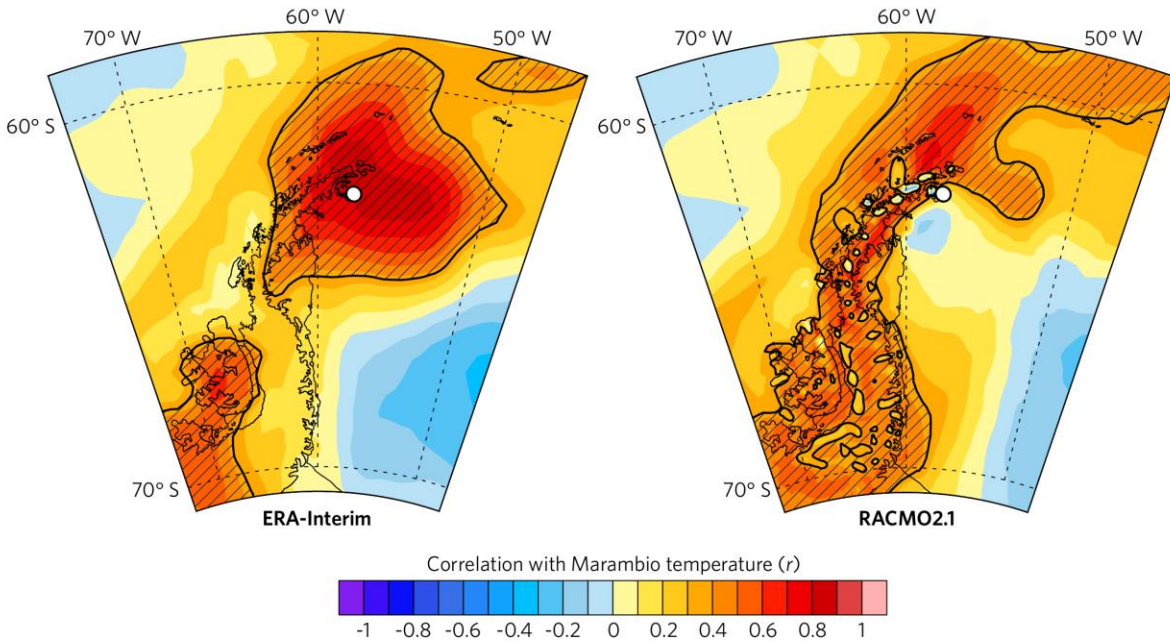 60° W
70° W
50° W
60° S
70° S
ERA-Interim
60° W
70° W
50° W
60° S
70° S
RACMO2.1
Correlation with Marambio temperature (r)
-1 -0.8 -0.6 -0.4 -0.2 0 0.2 0.4 0.6 0.8 1